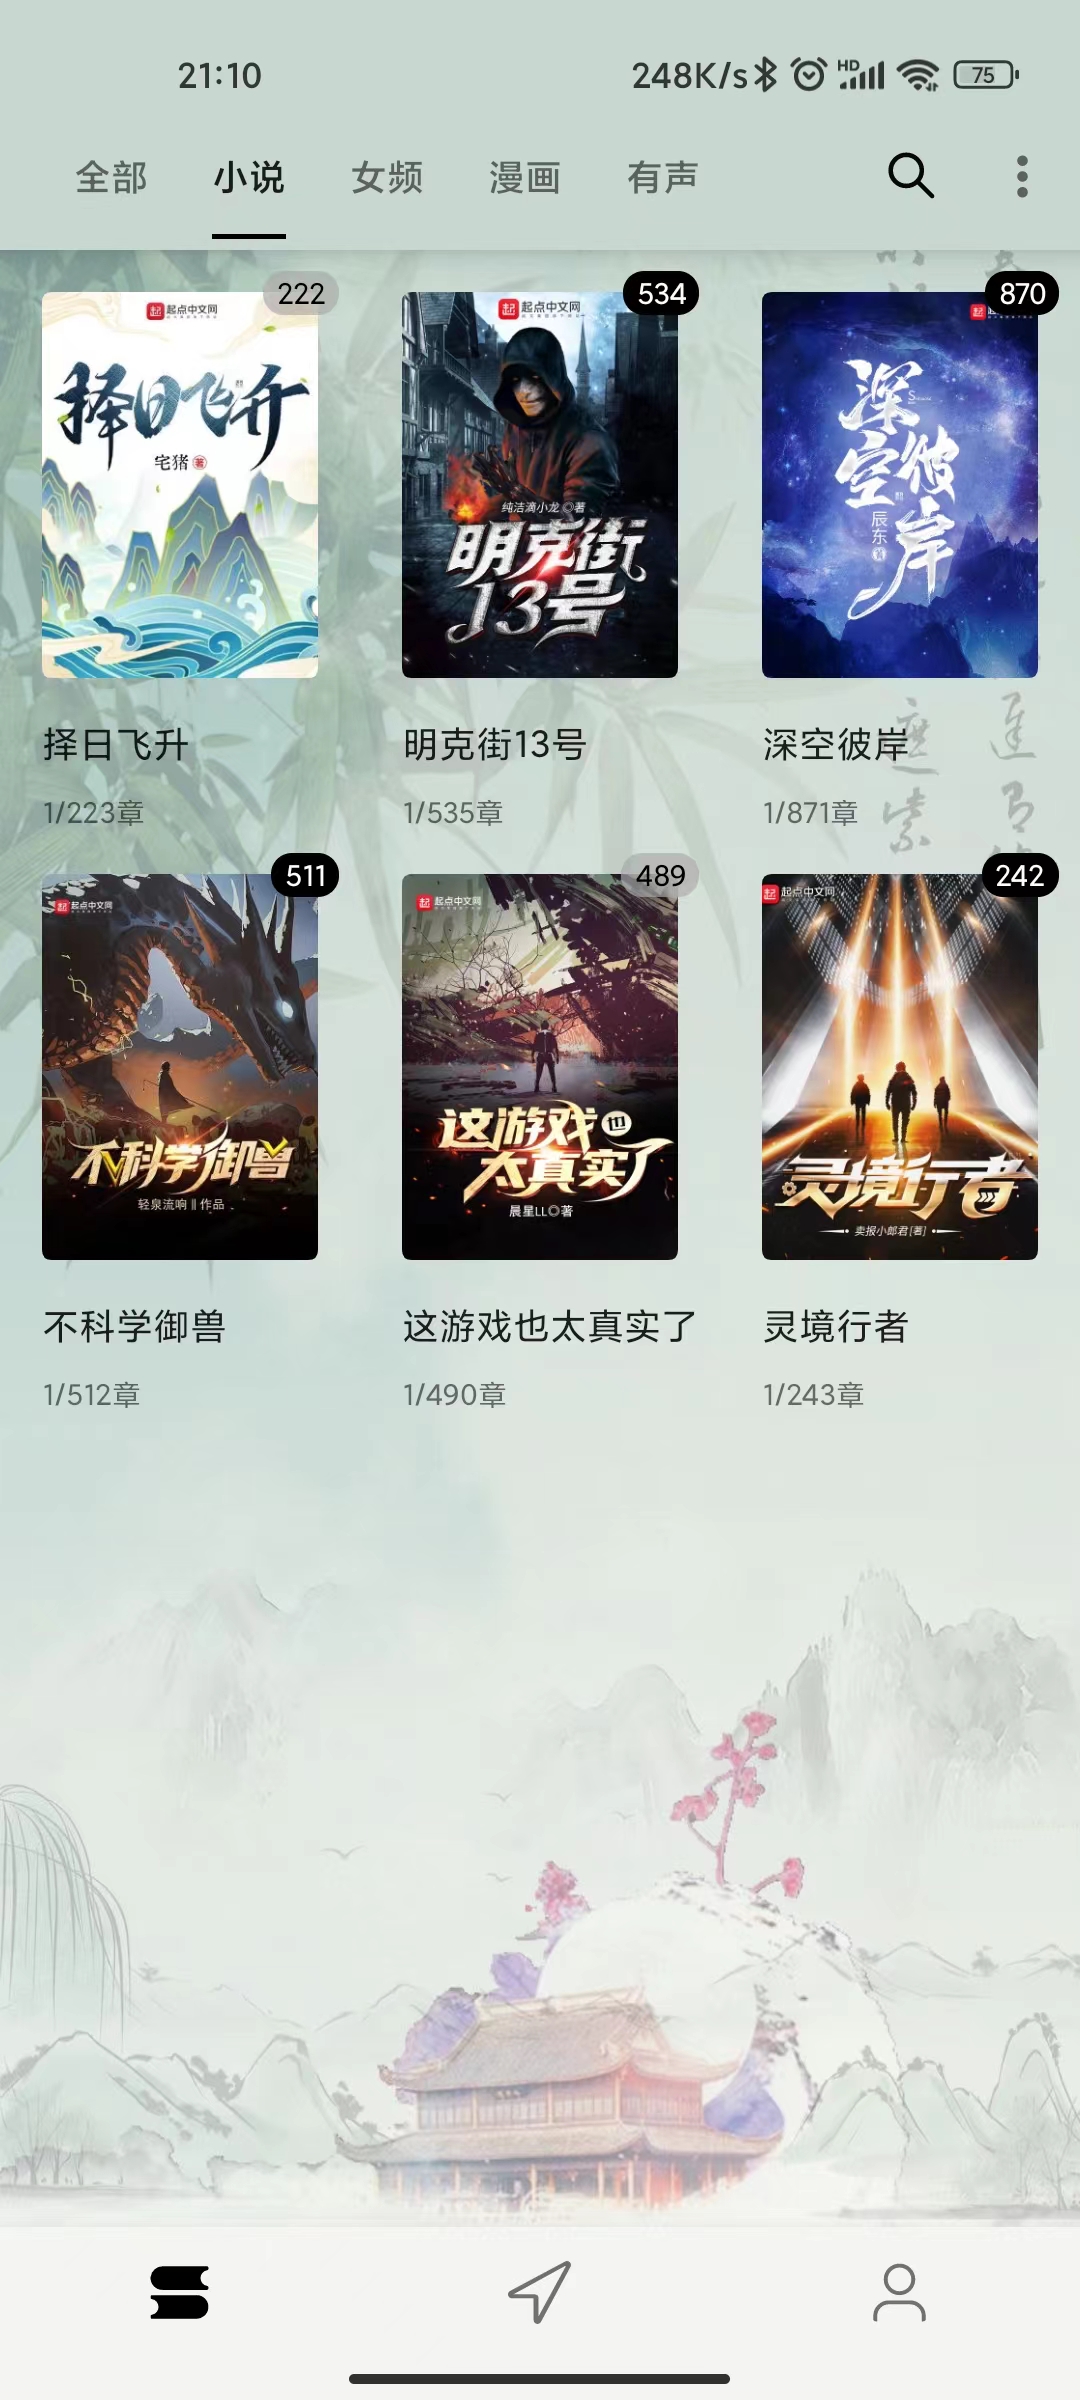 21:10
248K/s HD 75
全部 小说 女频 漫画 有声
222
起点中文网
择日飞升
宅猪 著
534
起点中文网
纯洁滴小龙 ◎著
明克街
13号
870
起
深空彼岸
辰东 著
择日飞升
明克街13号
深空彼岸
1/223章
1/535章
1/871章
511
起点中文网
不科学御兽
轻泉流响 || 作品
489
起点中文网
这游戏也
太真实了
晨星LL◎著
242
起点中文网
灵境行者
卖报小郎君[著]
不科学御兽
这游戏也太真实了
灵境行者
1/512章
1/490章
1/243章